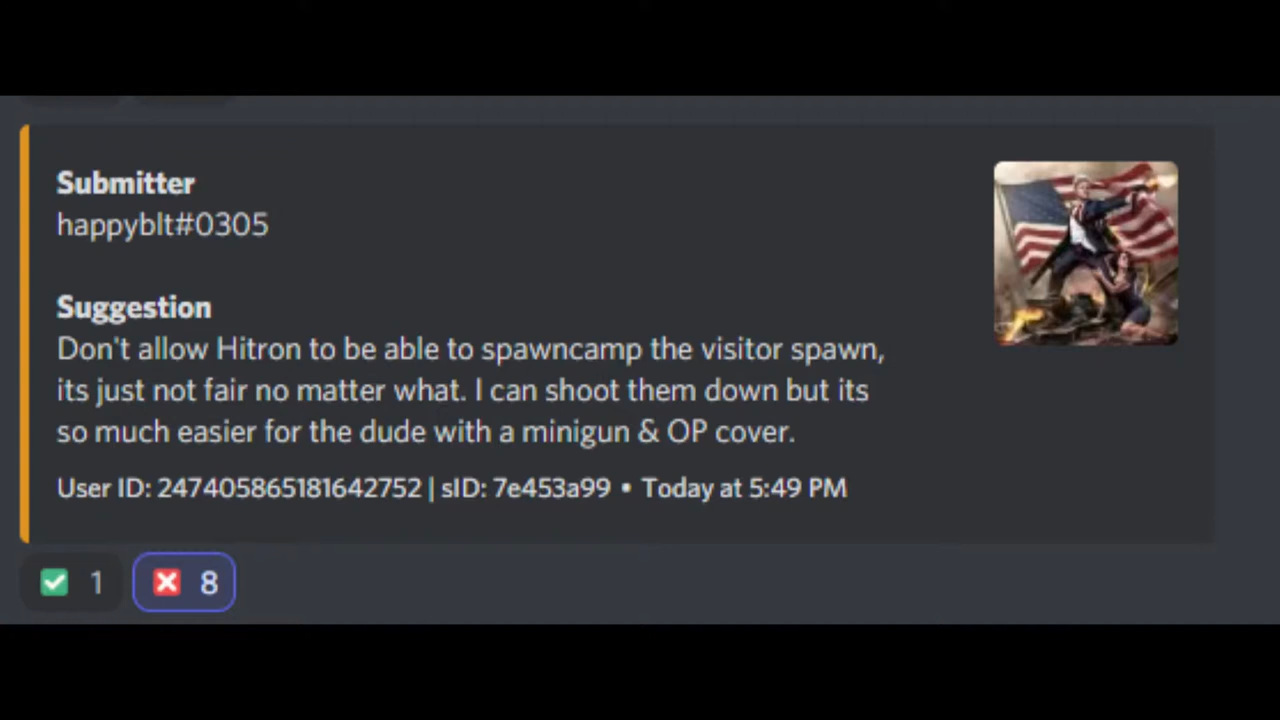 Submitter
happyblt#0305
Suggestion
Don't allow Hitron to be able to spawncamp the visitor spawn,
its just not fair no matter what. I can shoot them down but its
so much easier for the dude with a minigun & OP cover.
User ID: 247405865181642752 | sID: 7e453a99 • Today at 5:49 PM
1 8